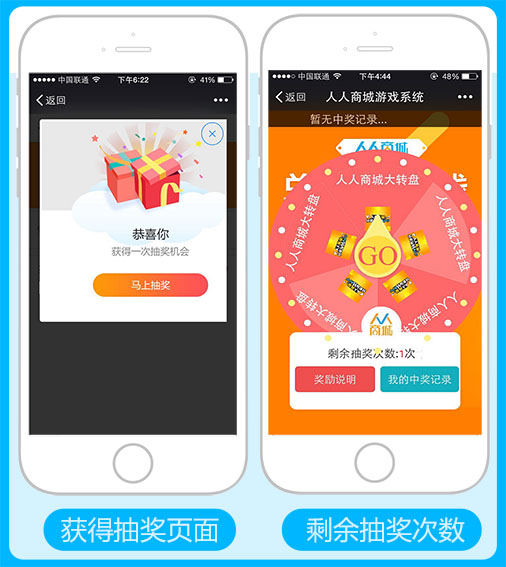 中国联通
下午6:22
41%
返回
恭喜你
获得一次抽奖机会
马上抽奖
获得抽奖页面
中国联通
下午4:44
48%
返回
人人商城游戏系统
暂无中奖记录...
人人商城
人人商城大转盘
人人商城大转盘
人人商城大转盘
人人商城大转盘
人人商城大转盘
GO
商城
剩余抽奖次数:1次
奖励说明
我的中奖记录
剩余抽奖次数